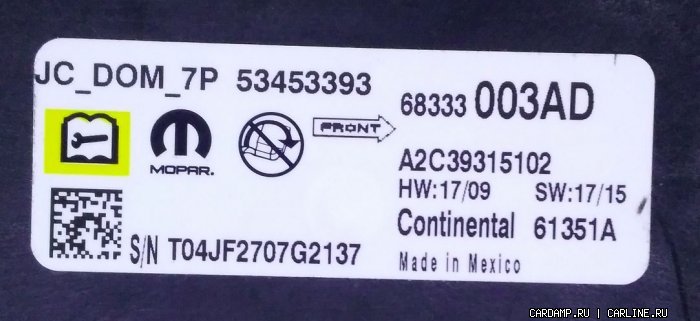 JC_DOM_7P 53453393
68333 003AD
FRONT
MOPAR.
A2C39315102
HW:17/09 SW:17/15
Continental 61351A
S/N T04JF2707G2137
Made in Mexico
CARDAMP.RU | CARLINE.RU